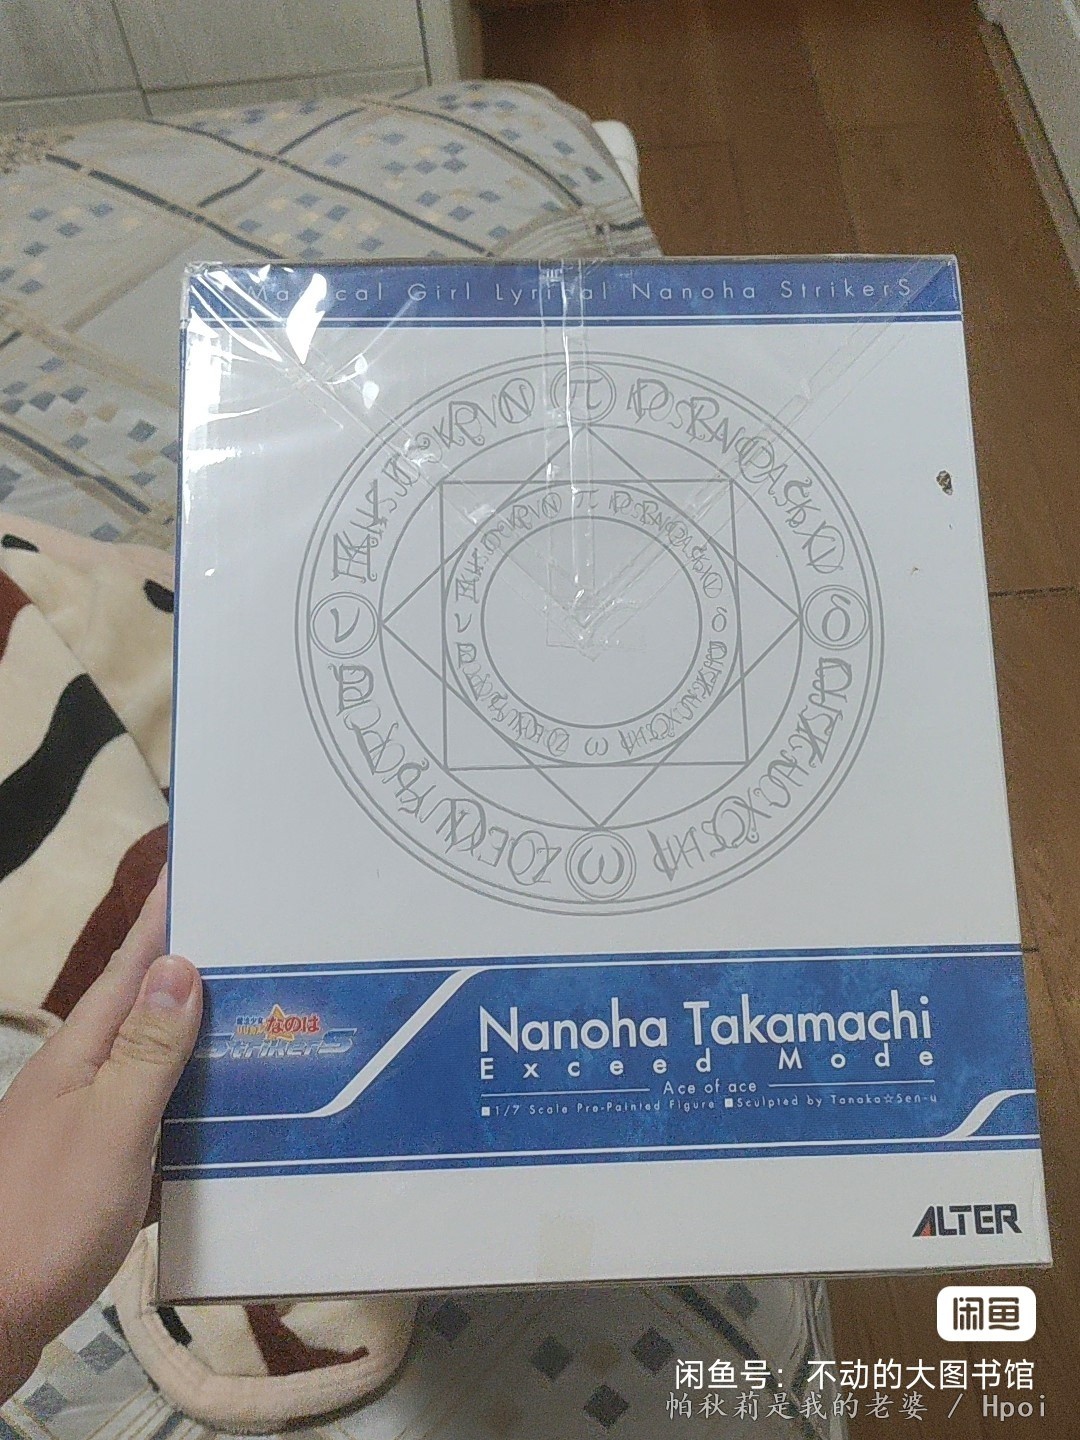 Magical Girl Lyrical Nanoha StrikerS
π
ν
δ
ω
魔法少女
リリカル なのは
StrikerS
Nanoha Takamachi
Exceed Mode
Ace of ace
■1/7 Scale Pre-Painted Figure ■Sculpted by Tanaka☆Sen-u
ALTER
闲鱼
闲鱼号：不动的大图书馆
帕秋莉是我的老婆 / Hpoi